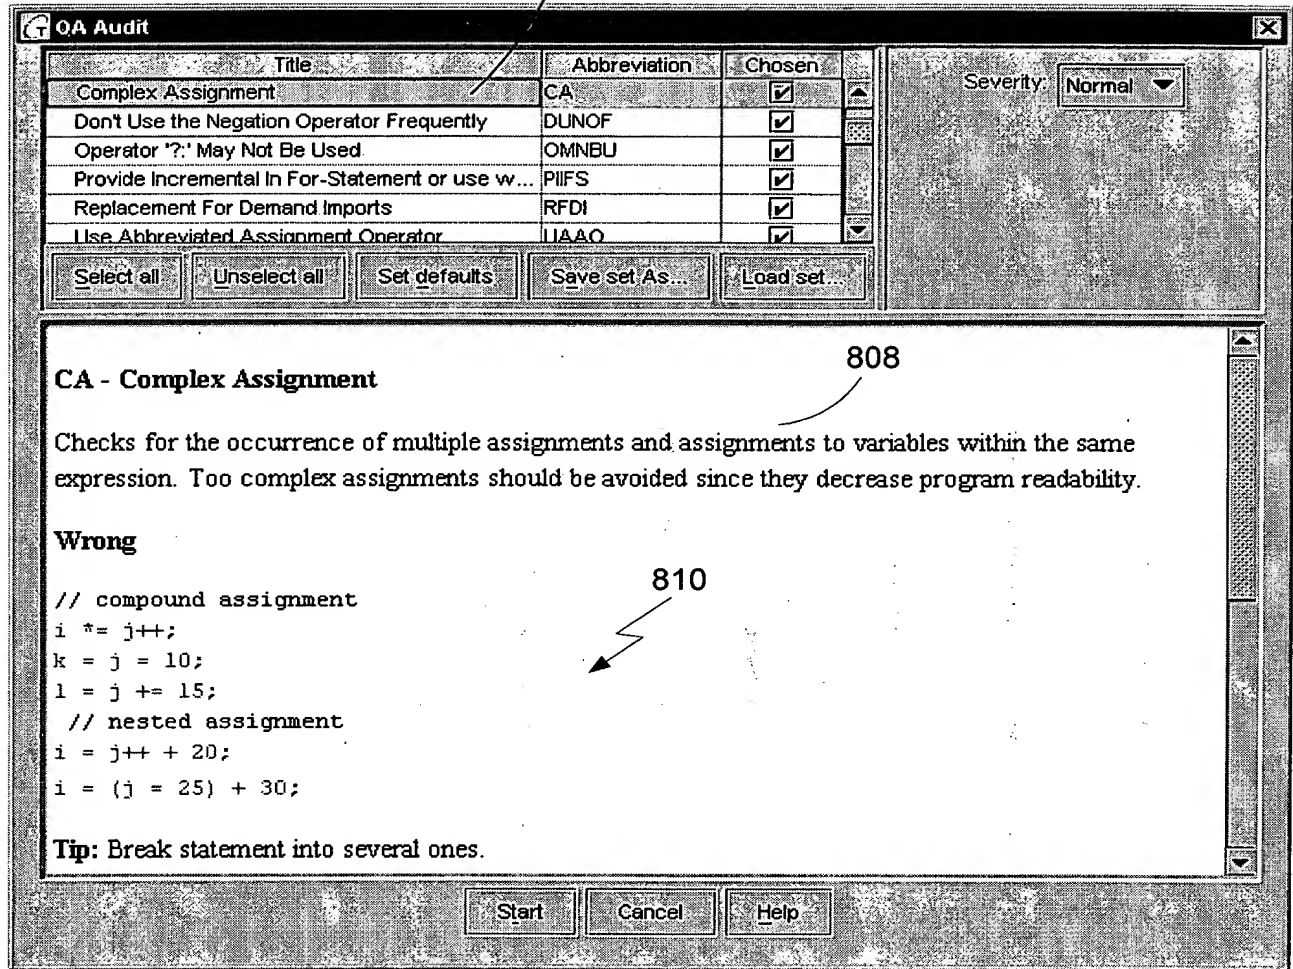 QA Audit
Title Abbreviation Chosen
Complex Assignment CA
Don't Use the Negation Operator Frequently DUNOF
Operator '?:' May Not Be Used OMNBU
Provide Incremental In For-Statement or use w... PIIFS
Replacement For Demand Imports RFDI
Use Abbreviated Assignment Operator UAAO
Severity: Normal
Select all Unselect all Set defaults Save set As... Load set...
808
CA - Complex Assignment
Checks for the occurrence of multiple assignments and assignments to variables within the same
expression. Too complex assignments should be avoided since they decrease program readability.
Wrong
810
// compound assignment
i *= j++;
k = j = 10;
l = j += 15;
// nested assignment
i = j++ + 20;
i = (j = 25) + 30;
Tip: Break statement into several ones.
Start Cancel Help